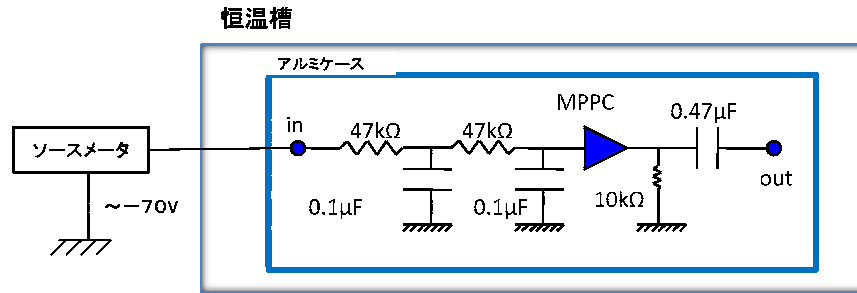 恒温槽
アルミケース
MPPC
0.47μF
in
47kΩ
47kΩ
ソースメータ
out
0.1μF
0.1μF
10kΩ
～－70V